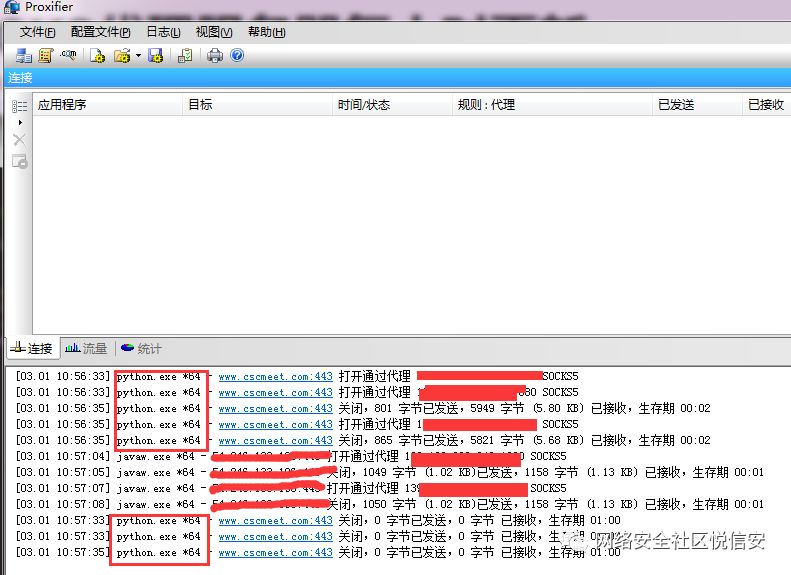 Proxifier
文件(F) 配置文件(P) 日志(L) 视图(V) 帮助(H)
连接
应用程序 目标 时间/状态 规则 : 代理 已发送 已接收
连接 流量 统计
[03.01 10:56:33] python.exe *64 - www.cscmeet.com:443 打开通过代理 SOCKS5
[03.01 10:56:33] python.exe *64 - www.cscmeet.com:443 打开通过代理 SOCKS5
[03.01 10:56:35] python.exe *64 - www.cscmeet.com:443 关闭，801 字节已发送，5949 字节 (5.80 KB) 已接收，生存期 00:02
[03.01 10:56:35] python.exe *64 - www.cscmeet.com:443 打开通过代理 SOCKS5
[03.01 10:56:35] python.exe *64 - www.cscmeet.com:443 关闭，865 字节已发送，5821 字节 (5.68 KB) 已接收，生存期 00:02
[03.01 10:57:04] javaw.exe *64 - 打开通过代理 SOCKS5
[03.01 10:57:05] javaw.exe *64 - 关闭，1049 字节 (1.02 KB)已发送，1158 字节 (1.13 KB) 已接收，生存期 00:01
[03.01 10:57:07] javaw.exe *64 - 打开通过代理 SOCKS5
[03.01 10:57:08] javaw.exe *64 - 关闭，1050 字节 (1.02 KB)已发送，1158 字节 (1.13 KB) 已接收，生存期 00:01
[03.01 10:57:33] python.exe *64 - www.cscmeet.com:443 关闭，0 字节已发送，0 字节 已接收，生存期 01:00
[03.01 10:57:33] python.exe *64 - www.cscmeet.com:443 关闭，0 字节已发送，0 字节 已接收，生存期 01:00
[03.01 10:57:35] python.exe *64 - www.cscmeet.com:443 关闭，0 字节已发送，0 字节 已接收，生存期 01:00
网络安全社区悦信安